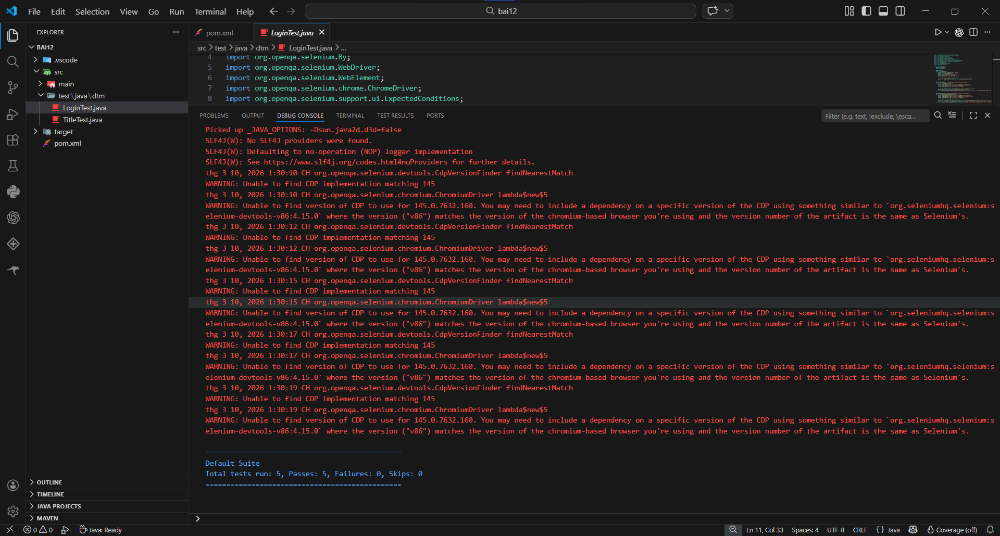 File Edit Selection View Go Run Terminal Help
bai12
EXPLORER
BAI12
.vscode
src
main
test\java\dtm
LoginTest.java
TitleTest.java
target
pom.xml
OUTLINE
TIMELINE
JAVA PROJECTS
MAVEN
pom.xml
LoginTest.java
src > test > java > dtm > LoginTest.java > ...
4 import org.openqa.selenium.By;
5 import org.openqa.selenium.WebDriver;
6 import org.openqa.selenium.WebElement;
7 import org.openqa.selenium.chrome.ChromeDriver;
8 import org.openqa.selenium.support.ui.ExpectedConditions;
PROBLEMS OUTPUT DEBUG CONSOLE TERMINAL TEST RESULTS PORTS
Filter (e.g. text, !exclude, \esca...
Picked up _JAVA_OPTIONS: -Dsun.java2d.d3d=false
SLF4J(W): No SLF4J providers were found.
SLF4J(W): Defaulting to no-operation (NOP) logger implementation
SLF4J(W): See https://www.slf4j.org/codes.html#noProviders for further details.
thg 3 10, 2026 1:30:10 CH org.openqa.selenium.devtools.CdpVersionFinder findNearestMatch
WARNING: Unable to find CDP implementation matching 145
thg 3 10, 2026 1:30:10 CH org.openqa.selenium.chromium.ChromiumDriver lambda$new$5
WARNING: Unable to find version of CDP to use for 145.0.7632.160. You may need to include a dependency on a specific version of the CDP using something similar to `org.seleniumhq.selenium:s
elenium-devtools-v86:4.15.0` where the version ("v86") matches the version of the chromium-based browser you're using and the version number of the artifact is the same as Selenium's.
thg 3 10, 2026 1:30:12 CH org.openqa.selenium.devtools.CdpVersionFinder findNearestMatch
WARNING: Unable to find CDP implementation matching 145
thg 3 10, 2026 1:30:12 CH org.openqa.selenium.chromium.ChromiumDriver lambda$new$5
WARNING: Unable to find version of CDP to use for 145.0.7632.160. You may need to include a dependency on a specific version of the CDP using something similar to `org.seleniumhq.selenium:s
elenium-devtools-v86:4.15.0` where the version ("v86") matches the version of the chromium-based browser you're using and the version number of the artifact is the same as Selenium's.
thg 3 10, 2026 1:30:15 CH org.openqa.selenium.devtools.CdpVersionFinder findNearestMatch
WARNING: Unable to find CDP implementation matching 145
thg 3 10, 2026 1:30:15 CH org.openqa.selenium.chromium.ChromiumDriver lambda$new$5
WARNING: Unable to find version of CDP to use for 145.0.7632.160. You may need to include a dependency on a specific version of the CDP using something similar to `org.seleniumhq.selenium:s
elenium-devtools-v86:4.15.0` where the version ("v86") matches the version of the chromium-based browser you're using and the version number of the artifact is the same as Selenium's.
thg 3 10, 2026 1:30:17 CH org.openqa.selenium.devtools.CdpVersionFinder findNearestMatch
WARNING: Unable to find CDP implementation matching 145
thg 3 10, 2026 1:30:17 CH org.openqa.selenium.chromium.ChromiumDriver lambda$new$5
WARNING: Unable to find version of CDP to use for 145.0.7632.160. You may need to include a dependency on a specific version of the CDP using something similar to `org.seleniumhq.selenium:s
elenium-devtools-v86:4.15.0` where the version ("v86") matches the version of the chromium-based browser you're using and the version number of the artifact is the same as Selenium's.
thg 3 10, 2026 1:30:19 CH org.openqa.selenium.devtools.CdpVersionFinder findNearestMatch
WARNING: Unable to find CDP implementation matching 145
thg 3 10, 2026 1:30:19 CH org.openqa.selenium.chromium.ChromiumDriver lambda$new$5
WARNING: Unable to find version of CDP to use for 145.0.7632.160. You may need to include a dependency on a specific version of the CDP using something similar to `org.seleniumhq.selenium:s
elenium-devtools-v86:4.15.0` where the version ("v86") matches the version of the chromium-based browser you're using and the version number of the artifact is the same as Selenium's.
===============================================
Default Suite
Total tests run: 5, Passes: 5, Failures: 0, Skips: 0
===============================================
0 0 Java: Ready
Ln 11, Col 33 Spaces: 4 UTF-8 CRLF {} Java Coverage (off)